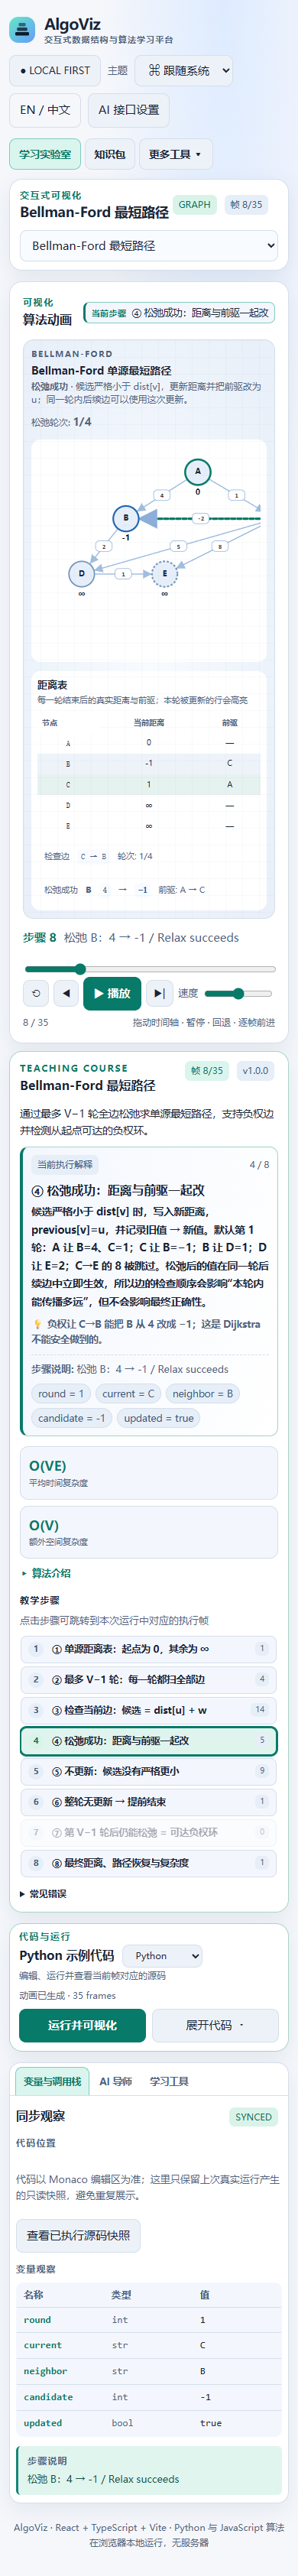 AlgoViz
交互式数据结构与算法学习平台
● LOCAL FIRST 主题 ⌘ 跟随系统
EN / 中文 AI 接口设置
学习实验室 知识包 更多工具 ▾
交互式可视化
Bellman-Ford 最短路径 GRAPH 帧 8/35
Bellman-Ford 最短路径
可视化
算法动画 当前步骤 ④ 松弛成功：距离与前驱一起改
BELLMAN-FORD
Bellman-Ford 单源最短路径
松弛成功 · 候选严格小于 dist[v]，更新距离并把前驱改为
u；同一轮内后续边可以使用这次更新。
松弛轮次: 1/4
A
0
4 1
B -2
-1
2 5 8
D 1 E
∞ ∞
距离表
每一轮结束后的真实距离与前驱；本轮被更新的行会高亮
节点 当前距离 前驱
A 0 —
B -1 C
C 1 A
D ∞ —
E ∞ —
检查边 C → B 轮次: 1/4
松弛成功 B 4 → -1 前驱: A → C
步骤 8 松弛 B：4 → -1 / Relax succeeds
▶ 播放 速度
8 / 35 拖动时间轴 · 暂停 · 回退 · 逐帧前进
TEACHING COURSE
Bellman-Ford 最短路径 帧 8/35 v1.0.0
通过最多 V−1 轮全边松弛求单源最短路径，支持负权边
并检测从起点可达的负权环。
当前执行解释 4 / 8
④ 松弛成功：距离与前驱一起改
候选严格小于 dist[v] 时，写入新距离，
previous[v]=u，并记录旧值 → 新值。默认第 1
轮：A 让 B=4、C=1；C 让 B=−1；B 让 D=1；D
让 E=2；C→E 的 8 被跳过。松弛后的值在同一轮后
续边中立即生效，所以边的检查顺序会影响“本轮内
能传播多远”，但不会影响最终正确性。
💡 负权让 C→B 能把 B 从 4 改成 −1；这是 Dijkstra
不能安全做到的。
步骤说明: 松弛 B：4 → -1 / Relax succeeds
round = 1 current = C neighbor = B
candidate = -1 updated = true
O(VE)
平均时间复杂度
O(V)
额外空间复杂度
▸ 算法介绍
教学步骤
点击步骤可跳转到本次运行中对应的执行帧
1 ① 单源距离表：起点为 0，其余为 ∞ 1
2 ② 最多 V−1 轮：每一轮都扫全部边 4
3 ③ 检查当前边：候选 = dist[u] + w 14
4 ④ 松弛成功：距离与前驱一起改 5
5 ⑤ 不更新：候选没有严格更小 9
6 ⑥ 整轮无更新 → 提前结束 1
7 ⑦ 第 V−1 轮后仍能松弛 = 可达负权环 0
8 ⑧ 最终距离、路径恢复与复杂度 1
▸ 常见错误
代码与运行
Python 示例代码 Python
编辑、运行并查看当前帧对应的源码
动画已生成 · 35 frames
运行并可视化 展开代码
变量与调用栈 AI 导师 学习工具
同步观察 SYNCED
代码位置
代码以 Monaco 编辑区为准；这里只保留上次真实运行产生
的只读快照，避免重复展示。
查看已执行源码快照
变量观察
名称 类型 值
round int 1
current str C
neighbor str B
candidate int -1
updated bool true
步骤说明
松弛 B：4 → -1 / Relax succeeds
AlgoViz · React + TypeScript + Vite · Python 与 JavaScript 算法
在浏览器本地运行，无服务器